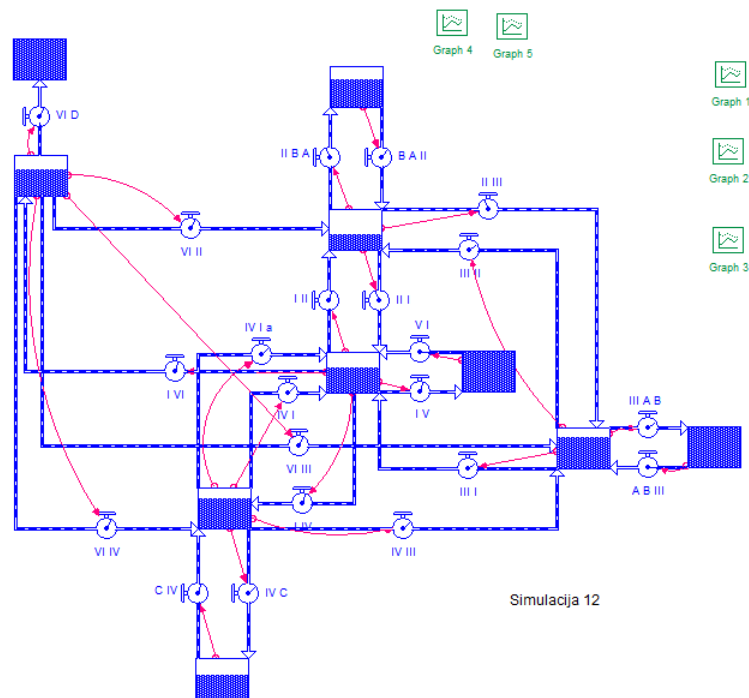 Graph 4
Graph 5
Graph 1
VI D
II B A
B A II
Graph 2
II III
VI II
III II
Graph 3
I II
II I
IV I a
V I
I VI
IV I
I V
III A B
VI III
III I
A B III
I IV
VI IV
IV III
C IV
IV C
Simulacija 12